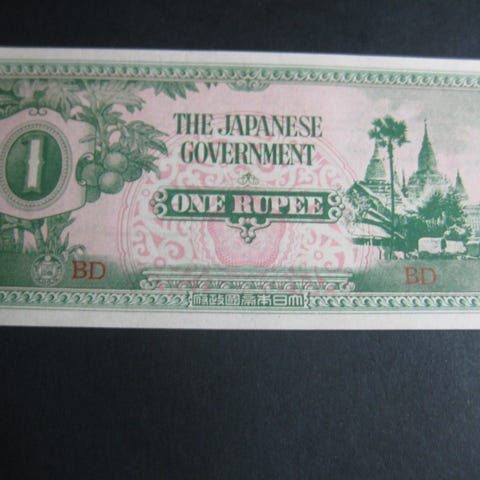 1
THE JAPANESE
GOVERNMENT
ONE RUPEE
BD
BD
府政國帝本日大